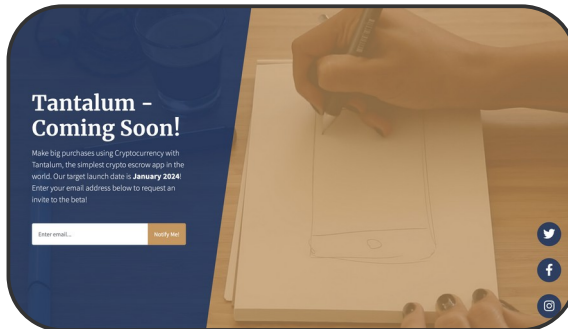 Tantalum -
Coming Soon!
Make big purchases using Cryptocurrency with
Tantalum, the simplest crypto escrow app in the
world. Our target launch date is January 2024!
Enter your email address below to request an
invite to the beta!
Enter email...
Notify Me!